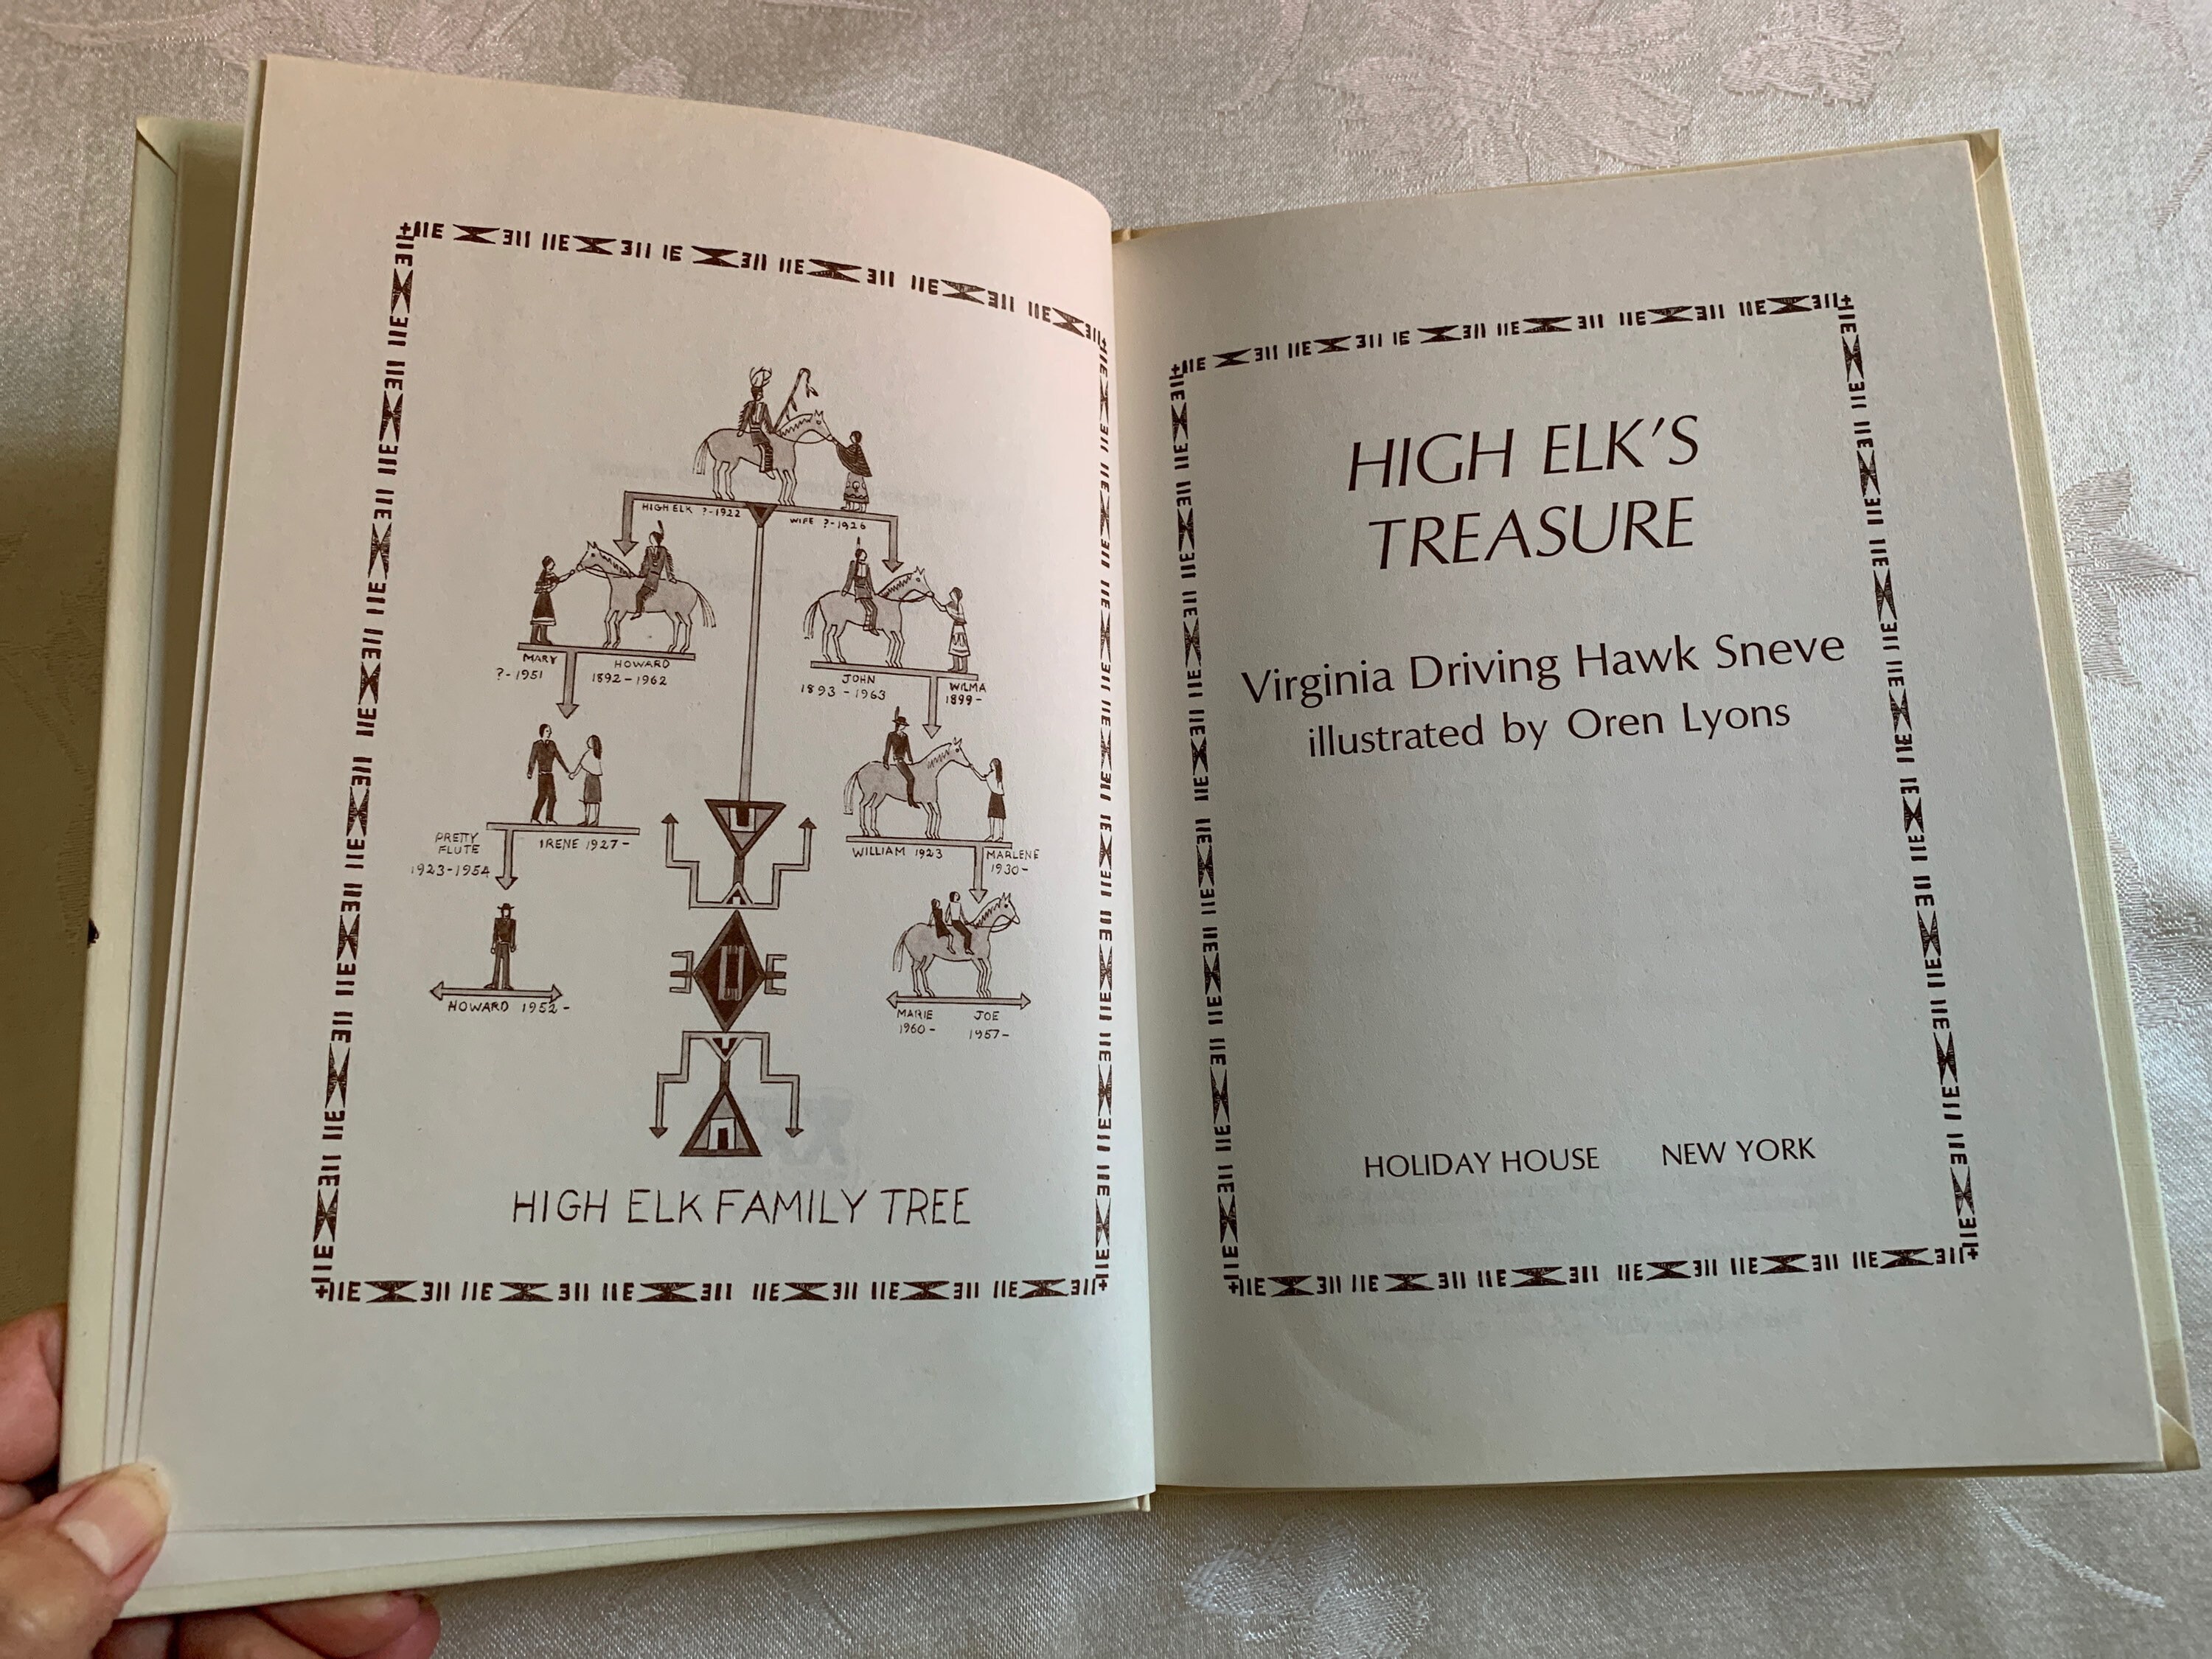 HIGH ELK ?-1922
WIFE ?-1926
MARY
?-1951
HOWARD
1892-1962
JOHN
1893-1963
WILMA
1899-
PRETTY
FLUTE
1923-1954
IRENE 1927-
WILLIAM 1923
MARLENE
1930-
HOWARD 1952-
MARIE
1960-
JOE
1957-
HIGH ELK FAMILY TREE
HIGH ELK'S
TREASURE
Virginia Driving Hawk Sneve
illustrated by Oren Lyons
HOLIDAY HOUSE NEW YORK